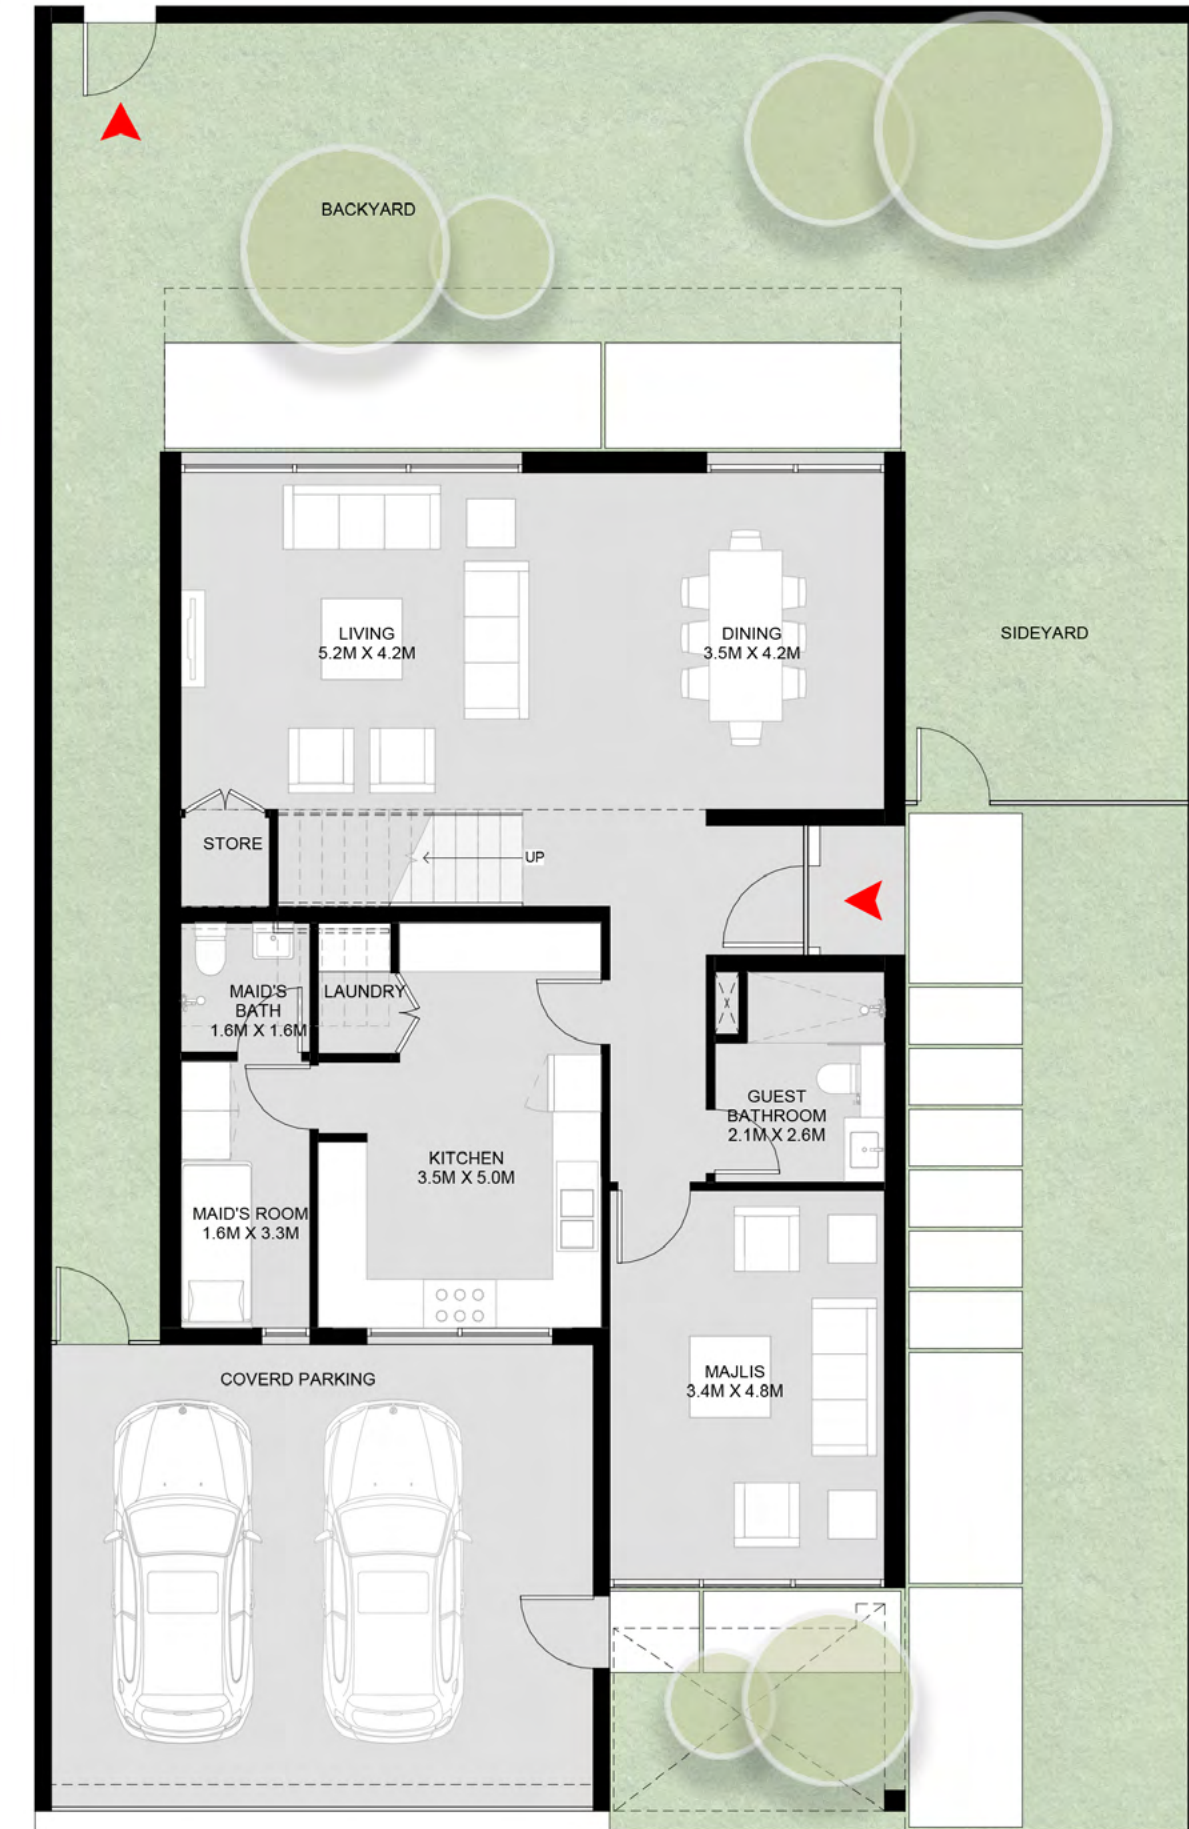 BACKYARD
LIVING
5.2M X 4.2M
DINING
3.5M X 4.2M
SIDEYARD
STORE
UP
MAID'S
BATH
1.6M X 1.6M
LAUNDRY
GUEST
BATHROOM
2.1M X 2.6M
KITCHEN
3.5M X 5.0M
MAID'S ROOM
1.6M X 3.3M
MAJLIS
3.4M X 4.8M
COVERD PARKING